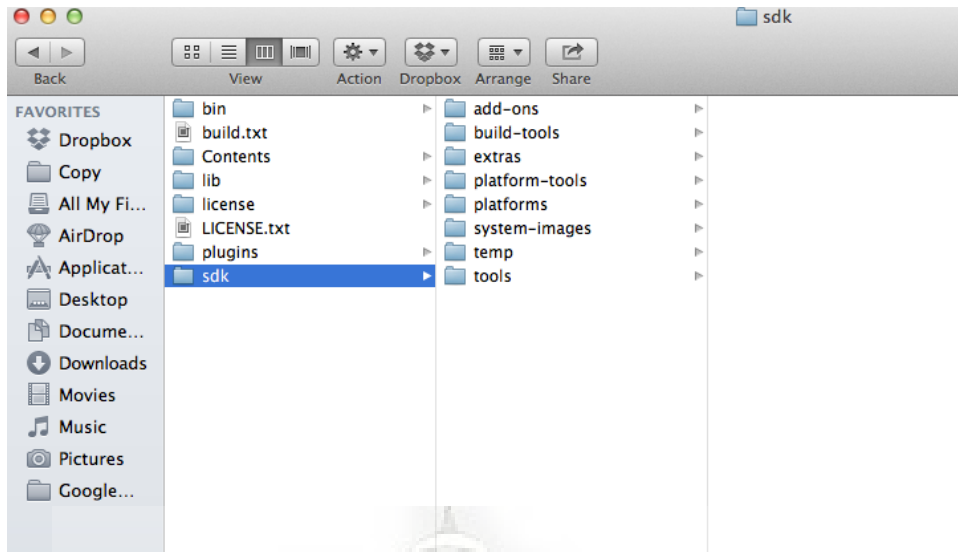 sdk
Back
View
Action
Dropbox
Arrange
Share
FAVORITES
Dropbox
Copy
All My Fi...
AirDrop
Applicat...
Desktop
Docume...
Downloads
Movies
Music
Pictures
Google...
bin
build.txt
Contents
lib
license
LICENSE.txt
plugins
sdk
add-ons
build-tools
extras
platform-tools
platforms
system-images
temp
tools